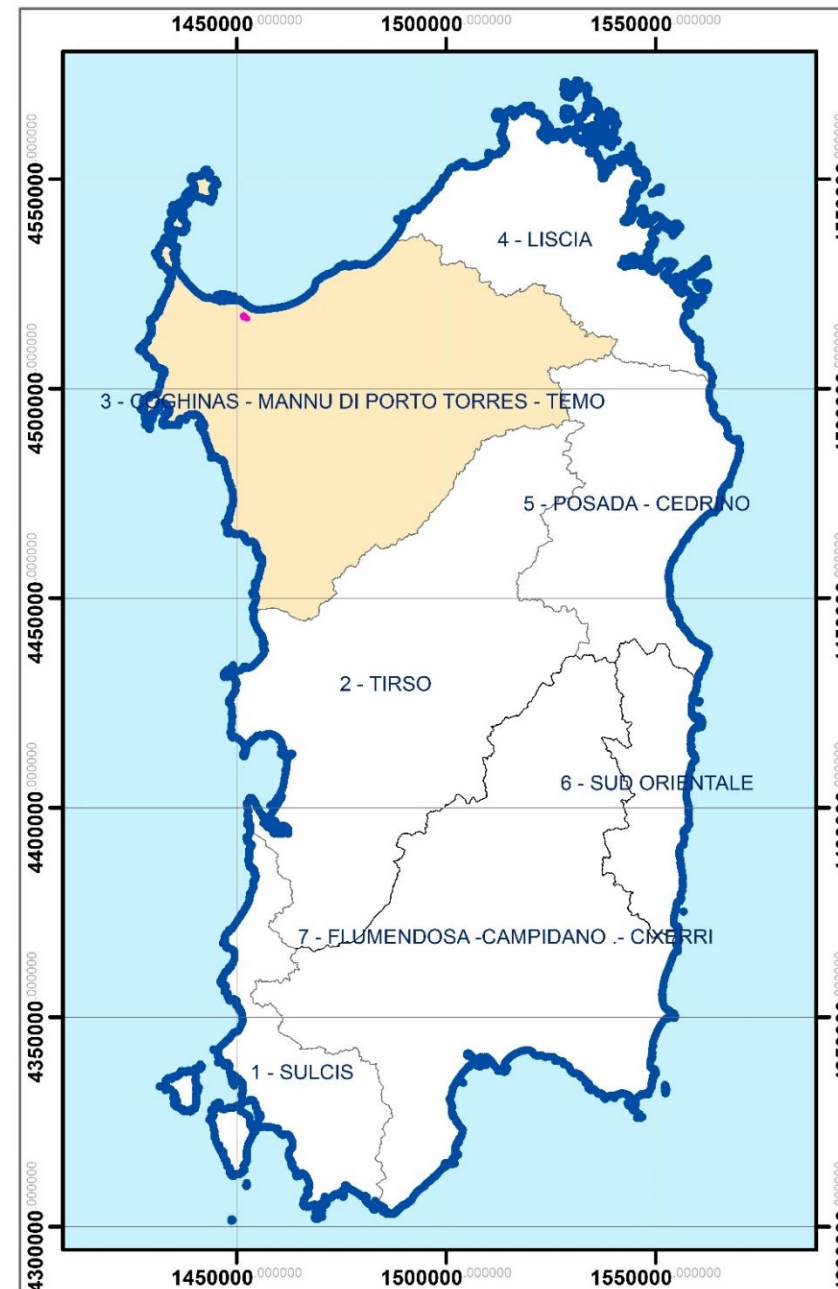 1450000.000000 1500000.000000 1550000.000000
4550000.000000
4 - LISCIA
4500000.000000
3 - COGHINAS - MANNU DI PORTO TORRES - TEMO
5 - POSADA - CEDRINO
4450000.000000
2 - TIRSO
4400000.000000
6 - SUD ORIENTALE
7 - FLUMENDOSA -CAMPIDANO .- CIXERRI
4350000.000000
1 - SULCIS
4300000.000000
1450000.000000 1500000.000000 1550000.000000